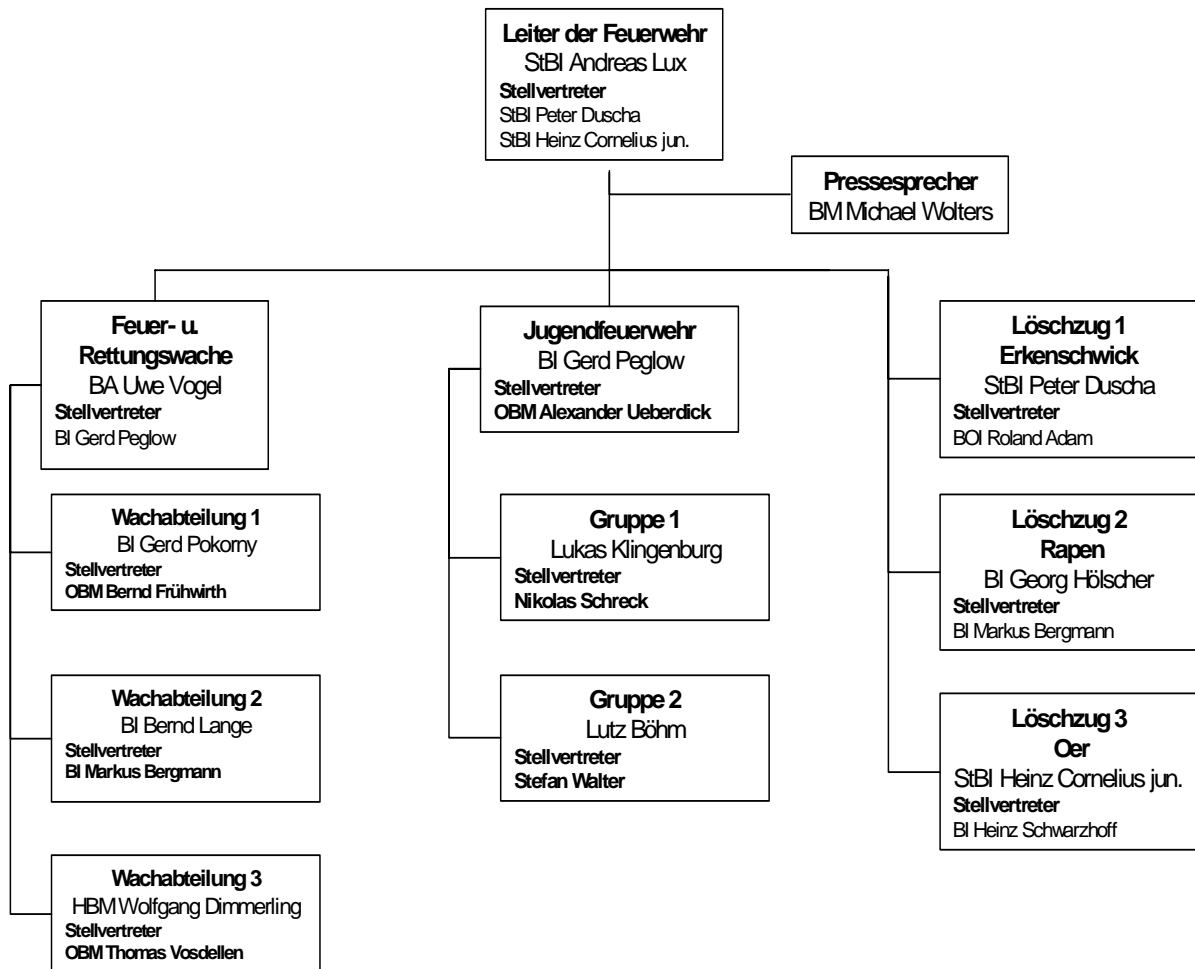 Leiter der Feuerwehr
StBI Andreas Lux
Stellvertreter
StBI Peter Duscha
StBI Heinz Cornelius jun.
Pressesprecher
BM Michael Wolters
Feuer- u.
Rettungswache
BA Uwe Vogel
Stellvertreter
BI Gerd Peglow
Wachabteilung 1
BI Gerd Pokorny
Stellvertreter
OBM Bernd Frühwirth
Wachabteilung 2
BI Bernd Lange
Stellvertreter
BI Markus Bergmann
Wachabteilung 3
HBM Wolfgang Dimmerling
Stellvertreter
OBM Thomas Vosdellen
Jugendfeuerwehr
BI Gerd Peglow
Stellvertreter
OBM Alexander Ueberdick
Gruppe 1
Lukas Klingenburg
Stellvertreter
Nikolas Schreck
Gruppe 2
Lutz Böhm
Stellvertreter
Stefan Walter
Löschzug 1
Erkenschwick
StBI Peter Duscha
Stellvertreter
BOI Roland Adam
Löschzug 2
Rapen
BI Georg Hölscher
Stellvertreter
BI Markus Bergmann
Löschzug 3
Oer
StBI Heinz Cornelius jun.
Stellvertreter
BI Heinz Schwarzhoff